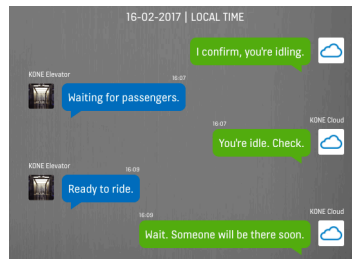 16-02-2017 | LOCAL TIME
I confirm, you're idling.
KONE Elevator
16:07
Waiting for passengers.
KONE Cloud
16:07
You're idle. Check.
KONE Elevator
16:09
Ready to ride.
KONE Cloud
16:09
Wait. Someone will be there soon.